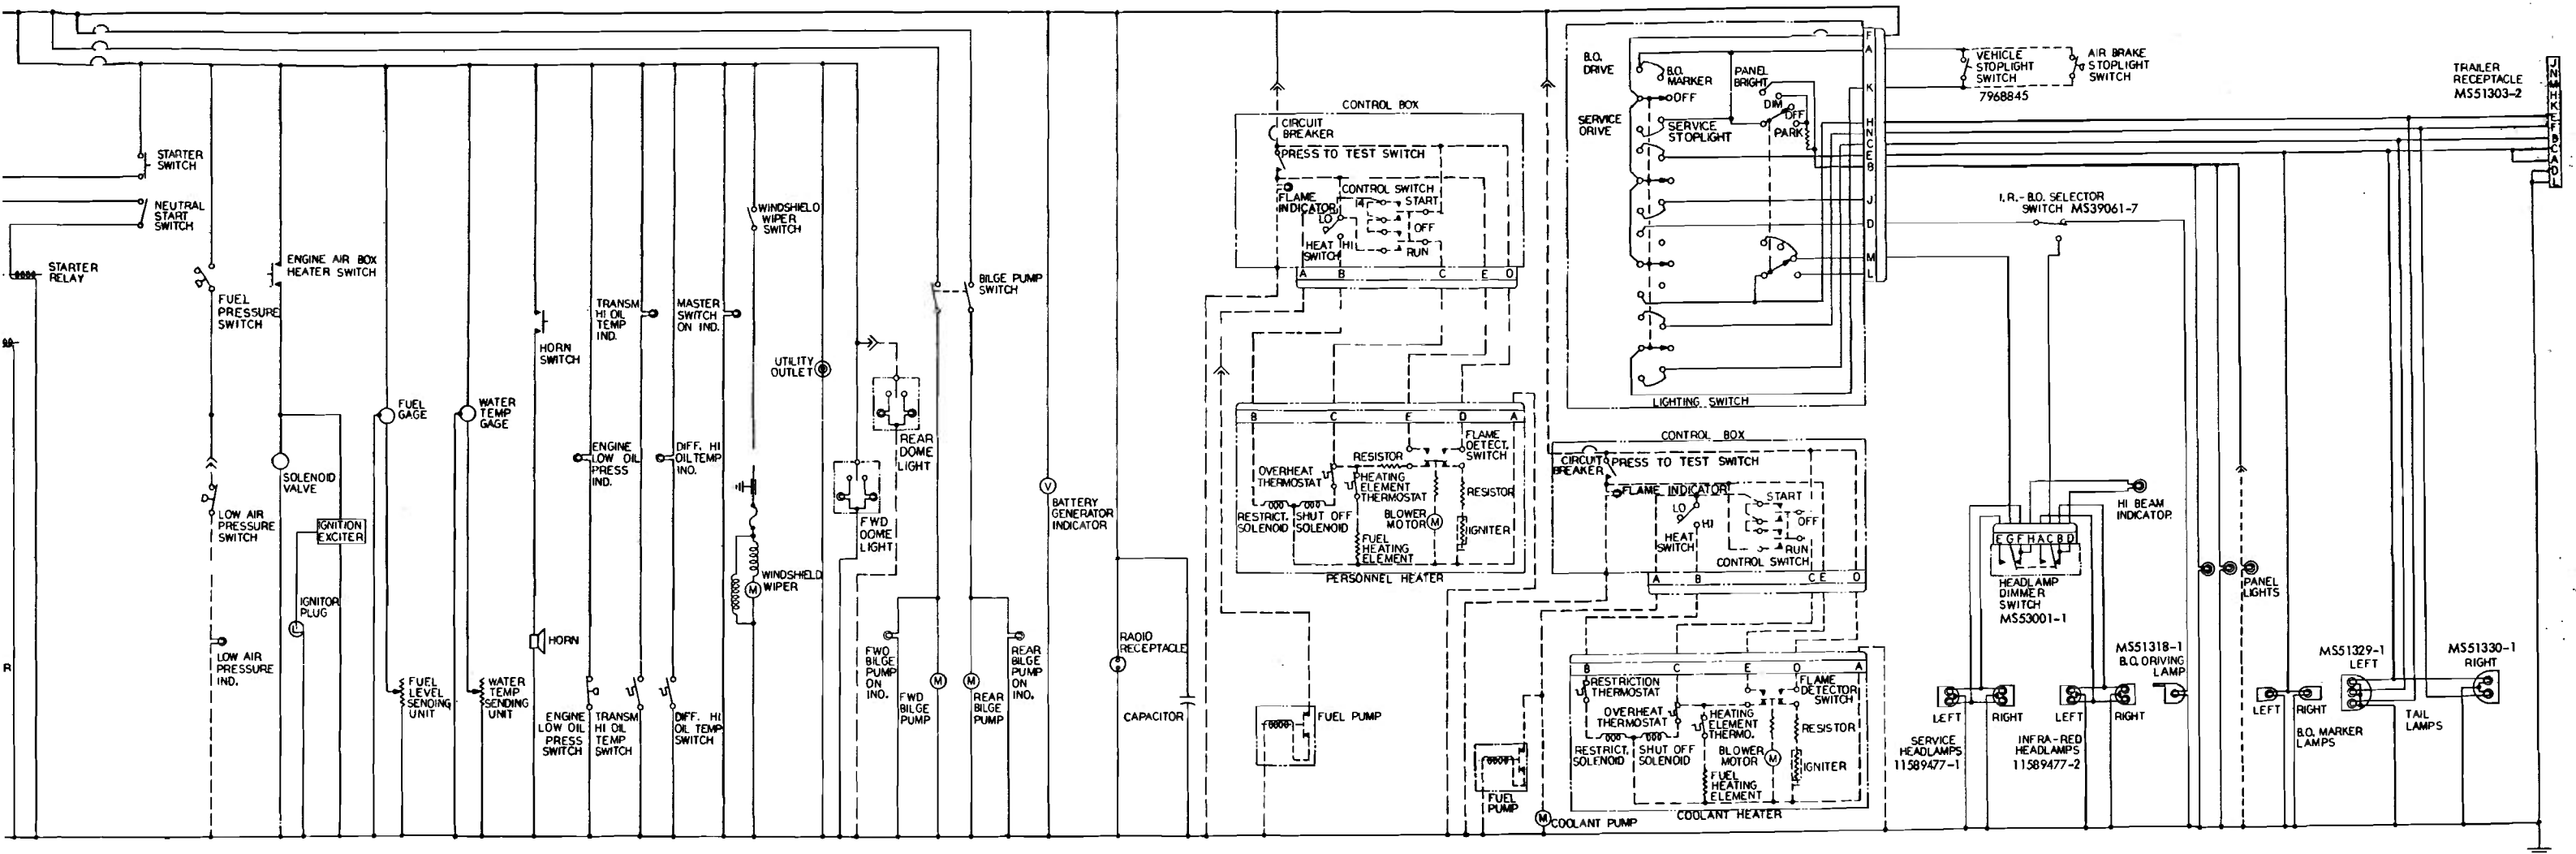 STARTER
SWITCH
NEUTRAL
START
SWITCH
STARTER
RELAY
R
FUEL
PRESSURE
SWITCH
LOW AIR
PRESSURE
SWITCH
LOW AIR
PRESSURE
IND.
ENGINE AIR BOX
HEATER SWITCH
SOLENOID
VALVE
IGNITION
EXCITER
IGNITOR
PLUG
FUEL
GAGE
FUEL
LEVEL
SENDING
UNIT
WATER
TEMP
GAGE
WATER
TEMP
SENDING
UNIT
HORN
SWITCH
HORN
TRANSM
HI OIL
TEMP
IND.
ENGINE
LOW OIL
PRESS
IND.
ENGINE
LOW OIL
PRESS
SWITCH
TRANSM
HI OIL
TEMP
SWITCH
MASTER
SWITCH
ON IND.
DIFF. HI
OIL TEMP
INO.
DIFF. HI
OIL TEMP
SWITCH
WINDSHIELD
WIPER
SWITCH
M
WINDSHIELD
WIPER
UTILITY
OUTLET
REAR
DOME
LIGHT
FWD
DOME
LIGHT
BILGE PUMP
SWITCH
FWO
BILGE
PUMP
ON
INO.
M
FWD
BILGE
PUMP
M
REAR
BILGE
PUMP
REAR
BILGE
PUMP
ON
INO.
V
BATTERY
GENERATOR
INDICATOR
RADIO
RECEPTACLE
CAPACITOR
CONTROL BOX
CIRCUIT
BREAKER
PRESS TO TEST SWITCH
FLAME
INDICATOR
CONTROL SWITCH
START
LO
OFF
HEAT
SWITCH
HI
RUN
A B C E D
B C E D A
FLAME
DETECT.
SWITCH
RESISTOR
OVERHEAT
THERMOSTAT
HEATING
ELEMENT
THERMOSTAT
RESISTOR
RESTRICT.
SOLENOID
SHUT OFF
SOLENOID
BLOWER
MOTOR
M
IGNITER
FUEL
HEATING
ELEMENT
PERSONNEL HEATER
FUEL PUMP
B.O.
DRIVE
B.O.
MARKER
OFF
SERVICE
DRIVE
SERVICE
STOPLIGHT
PANEL
BRIGHT
DIM
OFF
PARK
F
A
K
H
N
C
E
B
J
D
M
L
LIGHTING SWITCH
CONTROL BOX
CIRCUIT
BREAKER
PRESS TO TEST SWITCH
FLAME INDICATOR
START
LO
HI
OFF
HEAT
SWITCH
RUN
CONTROL SWITCH
A B C E D
B C E D A
RESTRICTION
THERMOSTAT
FLAME
DETECTOR
SWITCH
OVERHEAT
THERMOSTAT
HEATING
ELEMENT
THERMO.
RESISTOR
RESTRICT.
SOLENOID
SHUT OFF
SOLENOID
BLOWER
MOTOR
M
IGNITER
FUEL
HEATING
ELEMENT
COOLANT HEATER
FUEL
PUMP
M
COOLANT PUMP
VEHICLE
STOPLIGHT
SWITCH
7968845
AIR BRAKE
STOPLIGHT
SWITCH
TRAILER
RECEPTACLE
MS51303-2
J
N
M
H
K
E
F
B
C
A
D
L
I.R.- B.O. SELECTOR
SWITCH MS39061-7
HI BEAM
INDICATOR
E G F H A C B D
HEADLAMP
DIMMER
SWITCH
MS53001-1
PANEL
LIGHTS
LEFT
RIGHT
SERVICE
HEADLAMPS
11589477-1
LEFT
RIGHT
INFRA-RED
HEADLAMPS
11589477-2
MS51318-1
B.O. DRIVING
LAMP
LEFT
RIGHT
B.O. MARKER
LAMPS
MS51329-1
LEFT
MS51330-1
RIGHT
TAIL
LAMPS